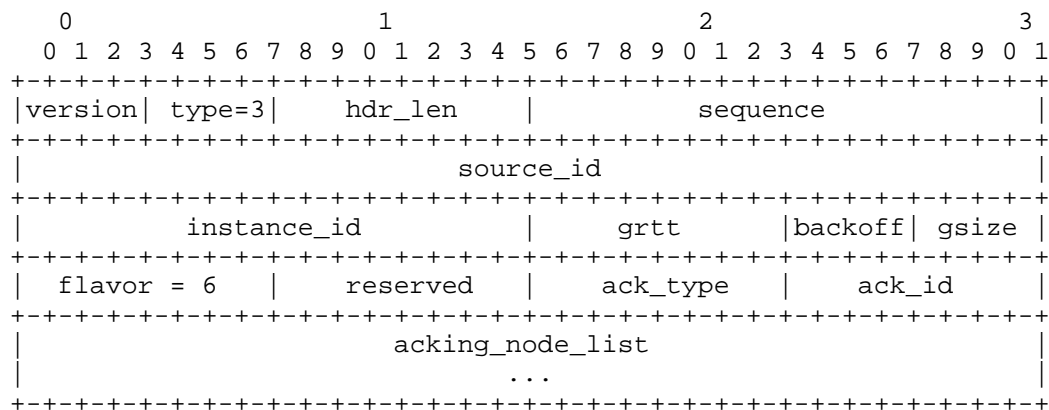 0                   1                   2                   3
0 1 2 3 4 5 6 7 8 9 0 1 2 3 4 5 6 7 8 9 0 1 2 3 4 5 6 7 8 9 0 1
+-+-+-+-+-+-+-+-+-+-+-+-+-+-+-+-+-+-+-+-+-+-+-+-+-+-+-+-+-+-+-+-+
|version| type=3|    hdr_len    |          sequence             |
+-+-+-+-+-+-+-+-+-+-+-+-+-+-+-+-+-+-+-+-+-+-+-+-+-+-+-+-+-+-+-+-+
|                           source_id                           |
+-+-+-+-+-+-+-+-+-+-+-+-+-+-+-+-+-+-+-+-+-+-+-+-+-+-+-+-+-+-+-+-+
|          instance_id          |     grtt      |backoff| gsize |
+-+-+-+-+-+-+-+-+-+-+-+-+-+-+-+-+-+-+-+-+-+-+-+-+-+-+-+-+-+-+-+-+
|  flavor = 6   |    reserved   |    ack_type   |    ack_id     |
+-+-+-+-+-+-+-+-+-+-+-+-+-+-+-+-+-+-+-+-+-+-+-+-+-+-+-+-+-+-+-+-+
|                       acking_node_list                        |
|                              ...                              |
+-+-+-+-+-+-+-+-+-+-+-+-+-+-+-+-+-+-+-+-+-+-+-+-+-+-+-+-+-+-+-+-+